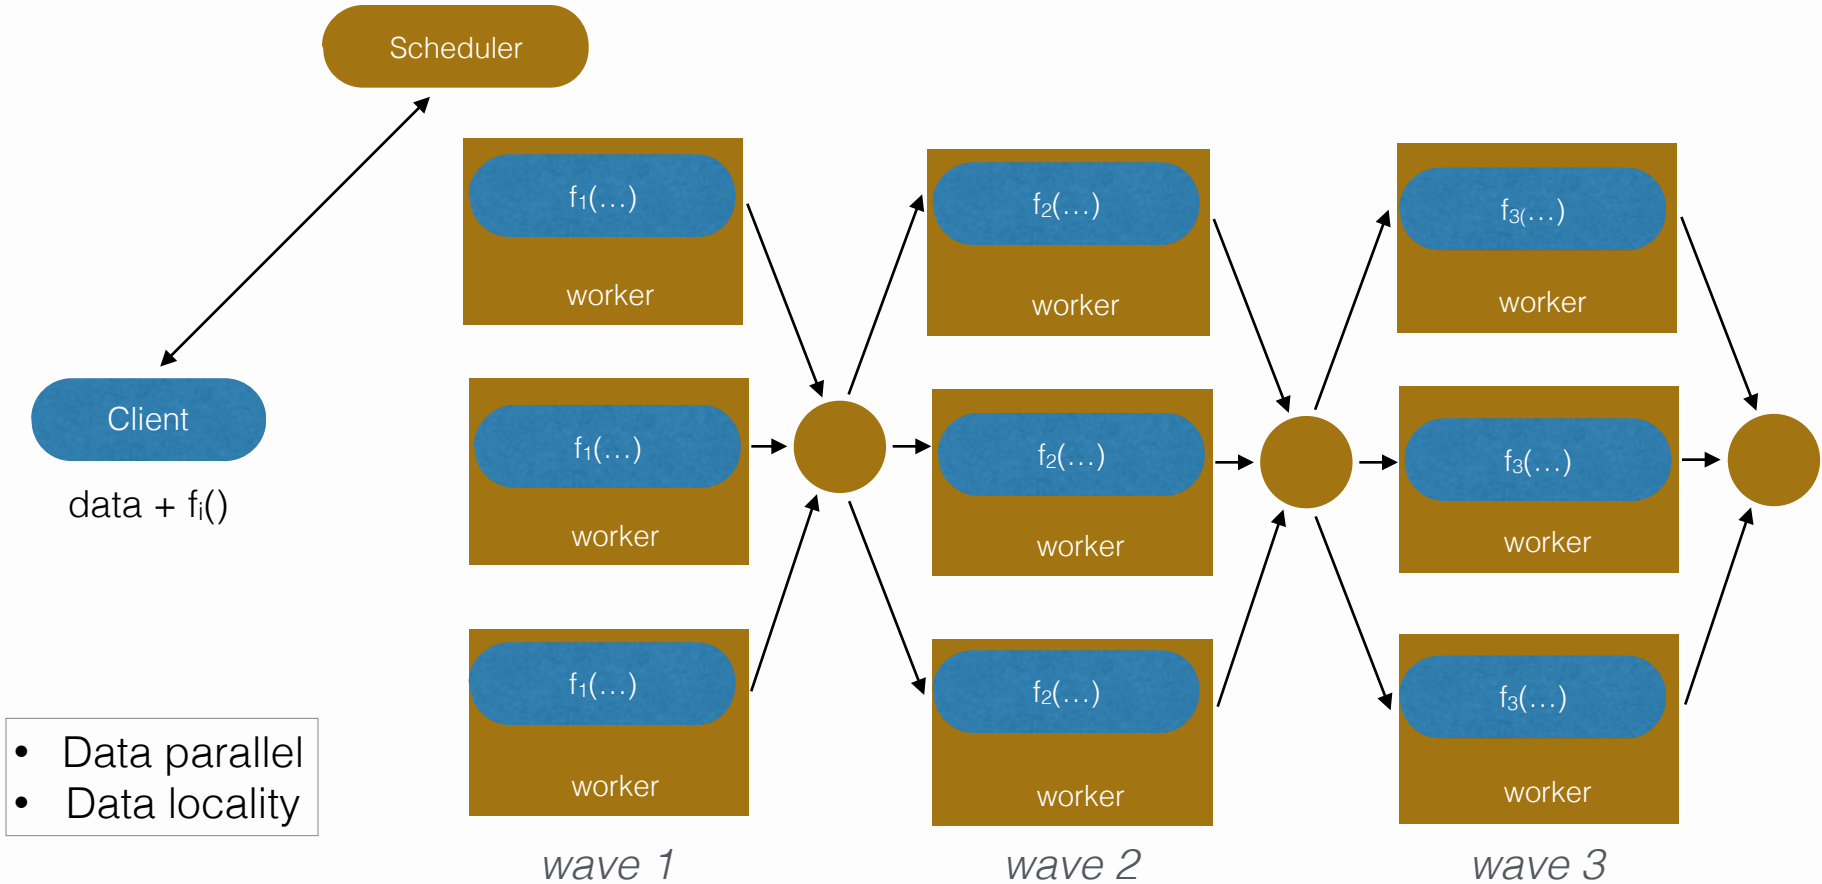 Scheduler
Client
data + fᵢ()
• Data parallel
• Data locality
f₁(…)
worker
f₁(…)
worker
f₁(…)
worker
wave 1
f₂(…)
worker
f₂(…)
worker
f₂(…)
worker
wave 2
f₃₍…)
worker
f₃(…)
worker
f₃(…)
worker
wave 3